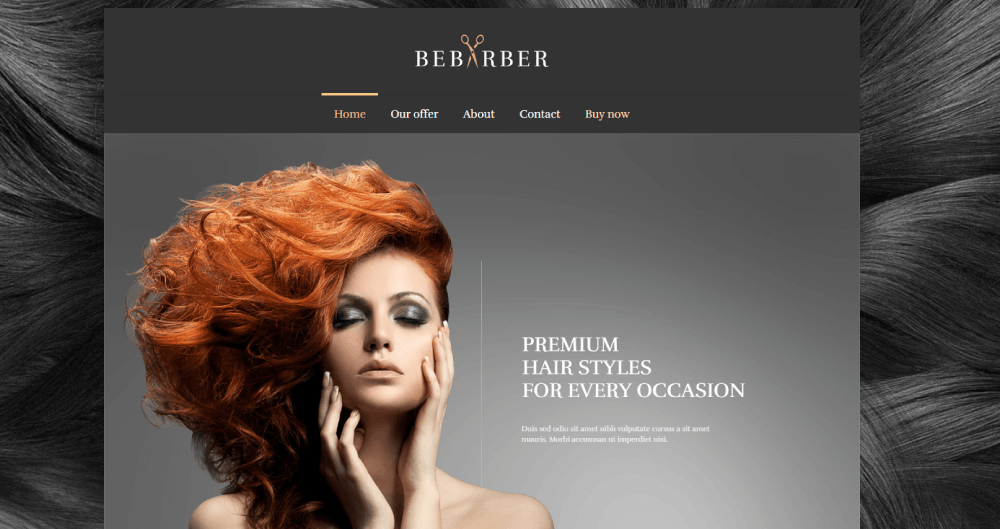 BEBARBER
Home Our offer About Contact Buy now
PREMIUM
HAIR STYLES
FOR EVERY OCCASION
Duis sed odio sit amet nibh vulputate cursus a sit amet
mauris. Morbi accumsan ut imperdiet nisi.